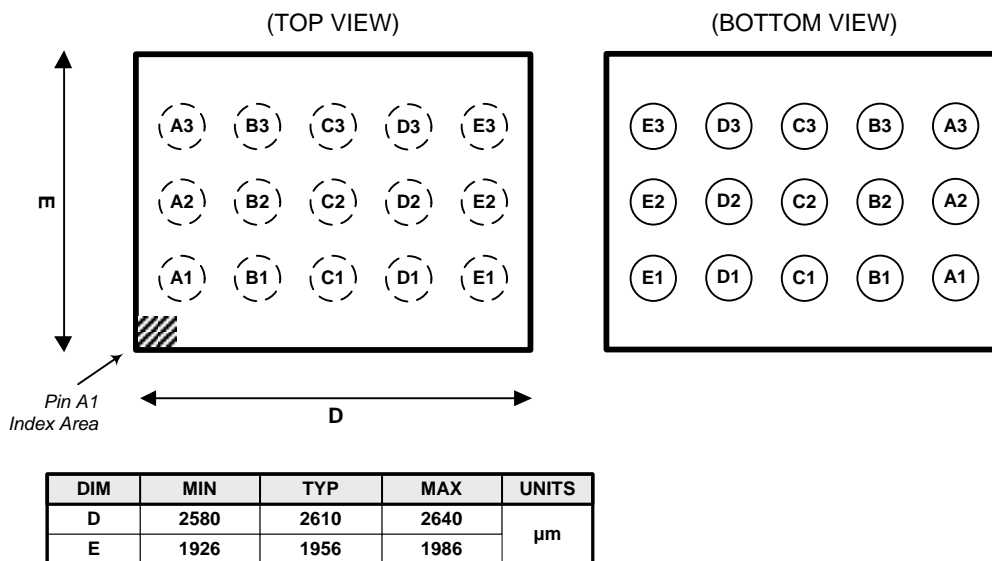 (TOP VIEW) (BOTTOM VIEW)
A3 B3 C3 D3 E3 E3 D3 C3 B3 A3
E
A2 B2 C2 D2 E2 E2 D2 C2 B2 A2
A1 B1 C1 D1 E1 E1 D1 C1 B1 A1
Pin A1
Index Area
D
DIM MIN TYP MAX UNITS
D 2580 2610 2640 µm
E 1926 1956 1986